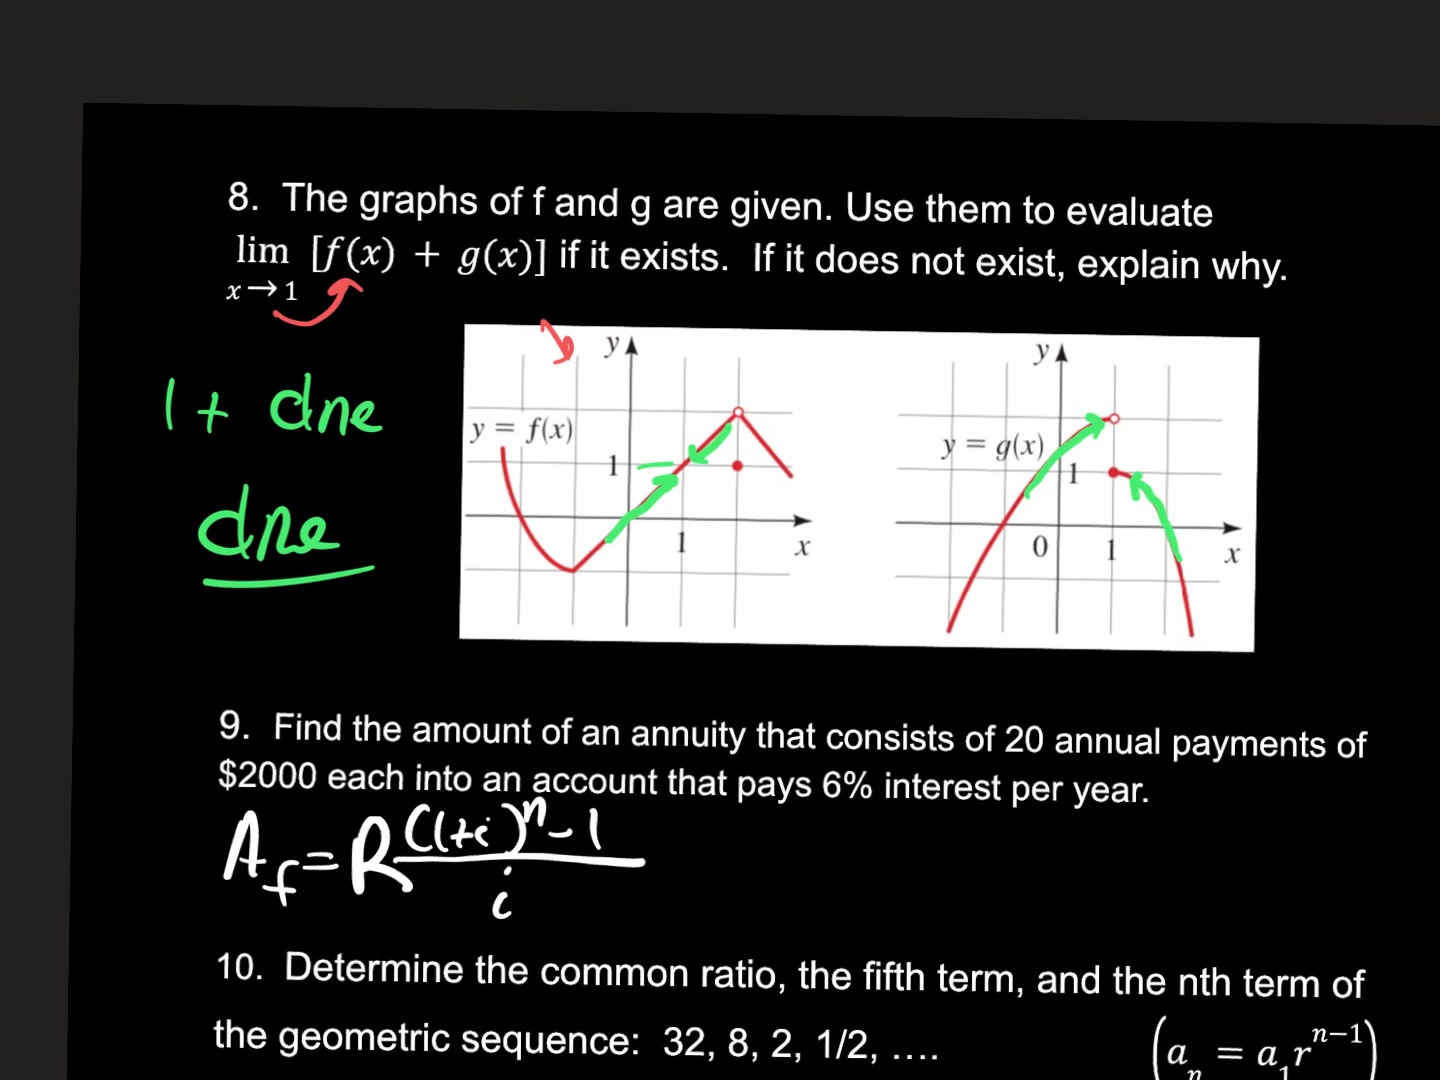 8. The graphs of f and g are given. Use them to evaluate
lim [f(x) + g(x)] if it exists. If it does not exist, explain why.
x→1
1 + dne
dne
y
y = f(x)
1
1
x
y
y = g(x)
1
0
1
x
9. Find the amount of an annuity that consists of 20 annual payments of
$2000 each into an account that pays 6% interest per year.
A_f = R ((1+i)^n - 1) / i
10. Determine the common ratio, the fifth term, and the nth term of
the geometric sequence: 32, 8, 2, 1/2, ....
(a_n = a_1 r^{n-1})